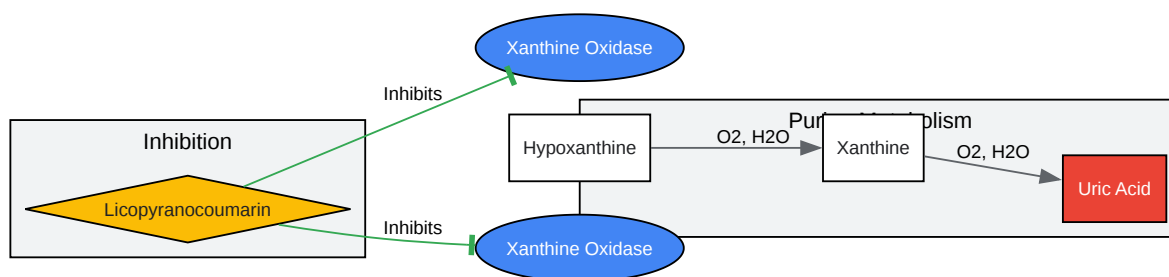 Xanthine Oxidase
Inhibits
Inhibition
Licopyranocoumarin
Inhibits
Hypoxanthine
O2, H2O
Xanthine
O2, H2O
Uric Acid
Xanthine Oxidase